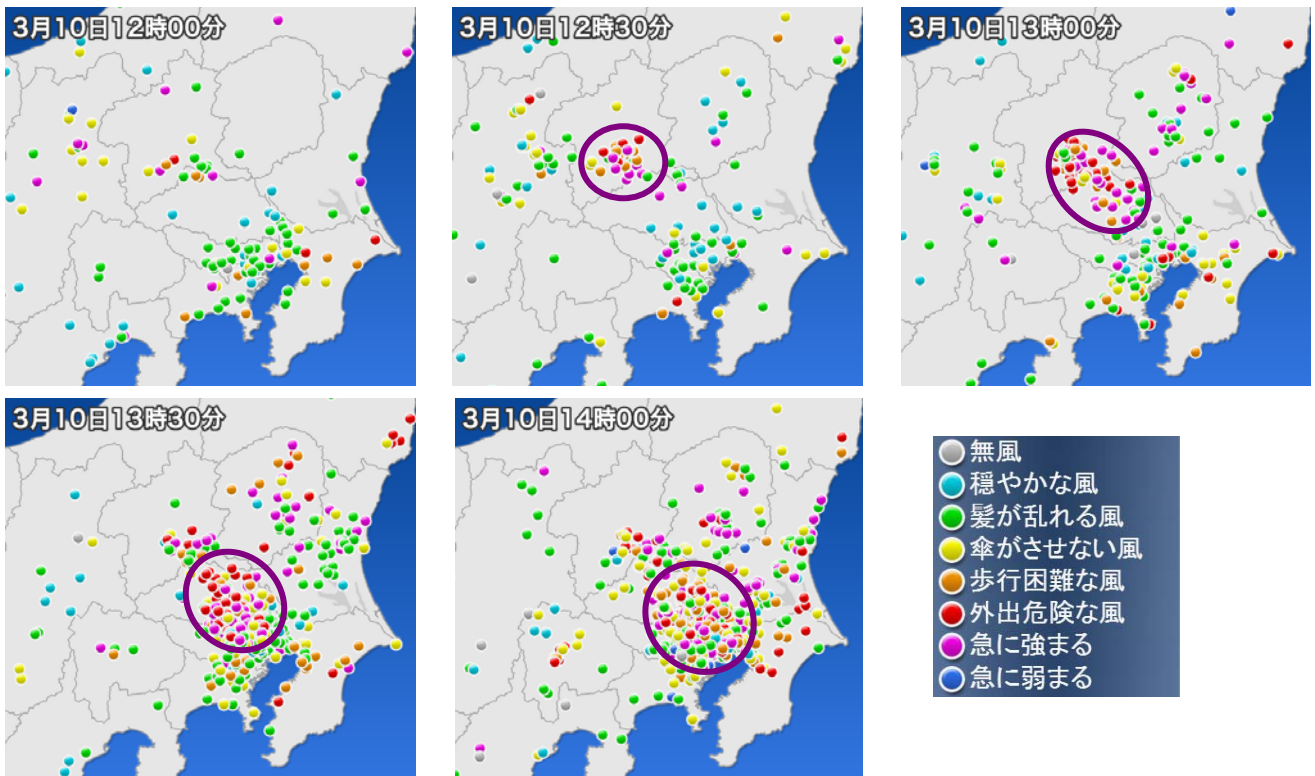 3月10日12時00分
3月10日12時30分
3月10日13時00分
3月10日13時30分
3月10日14時00分
無風
穏やかな風
髪が乱れる風
傘がさせない風
歩行困難な風
外出危険な風
急に強まる
急に弱まる